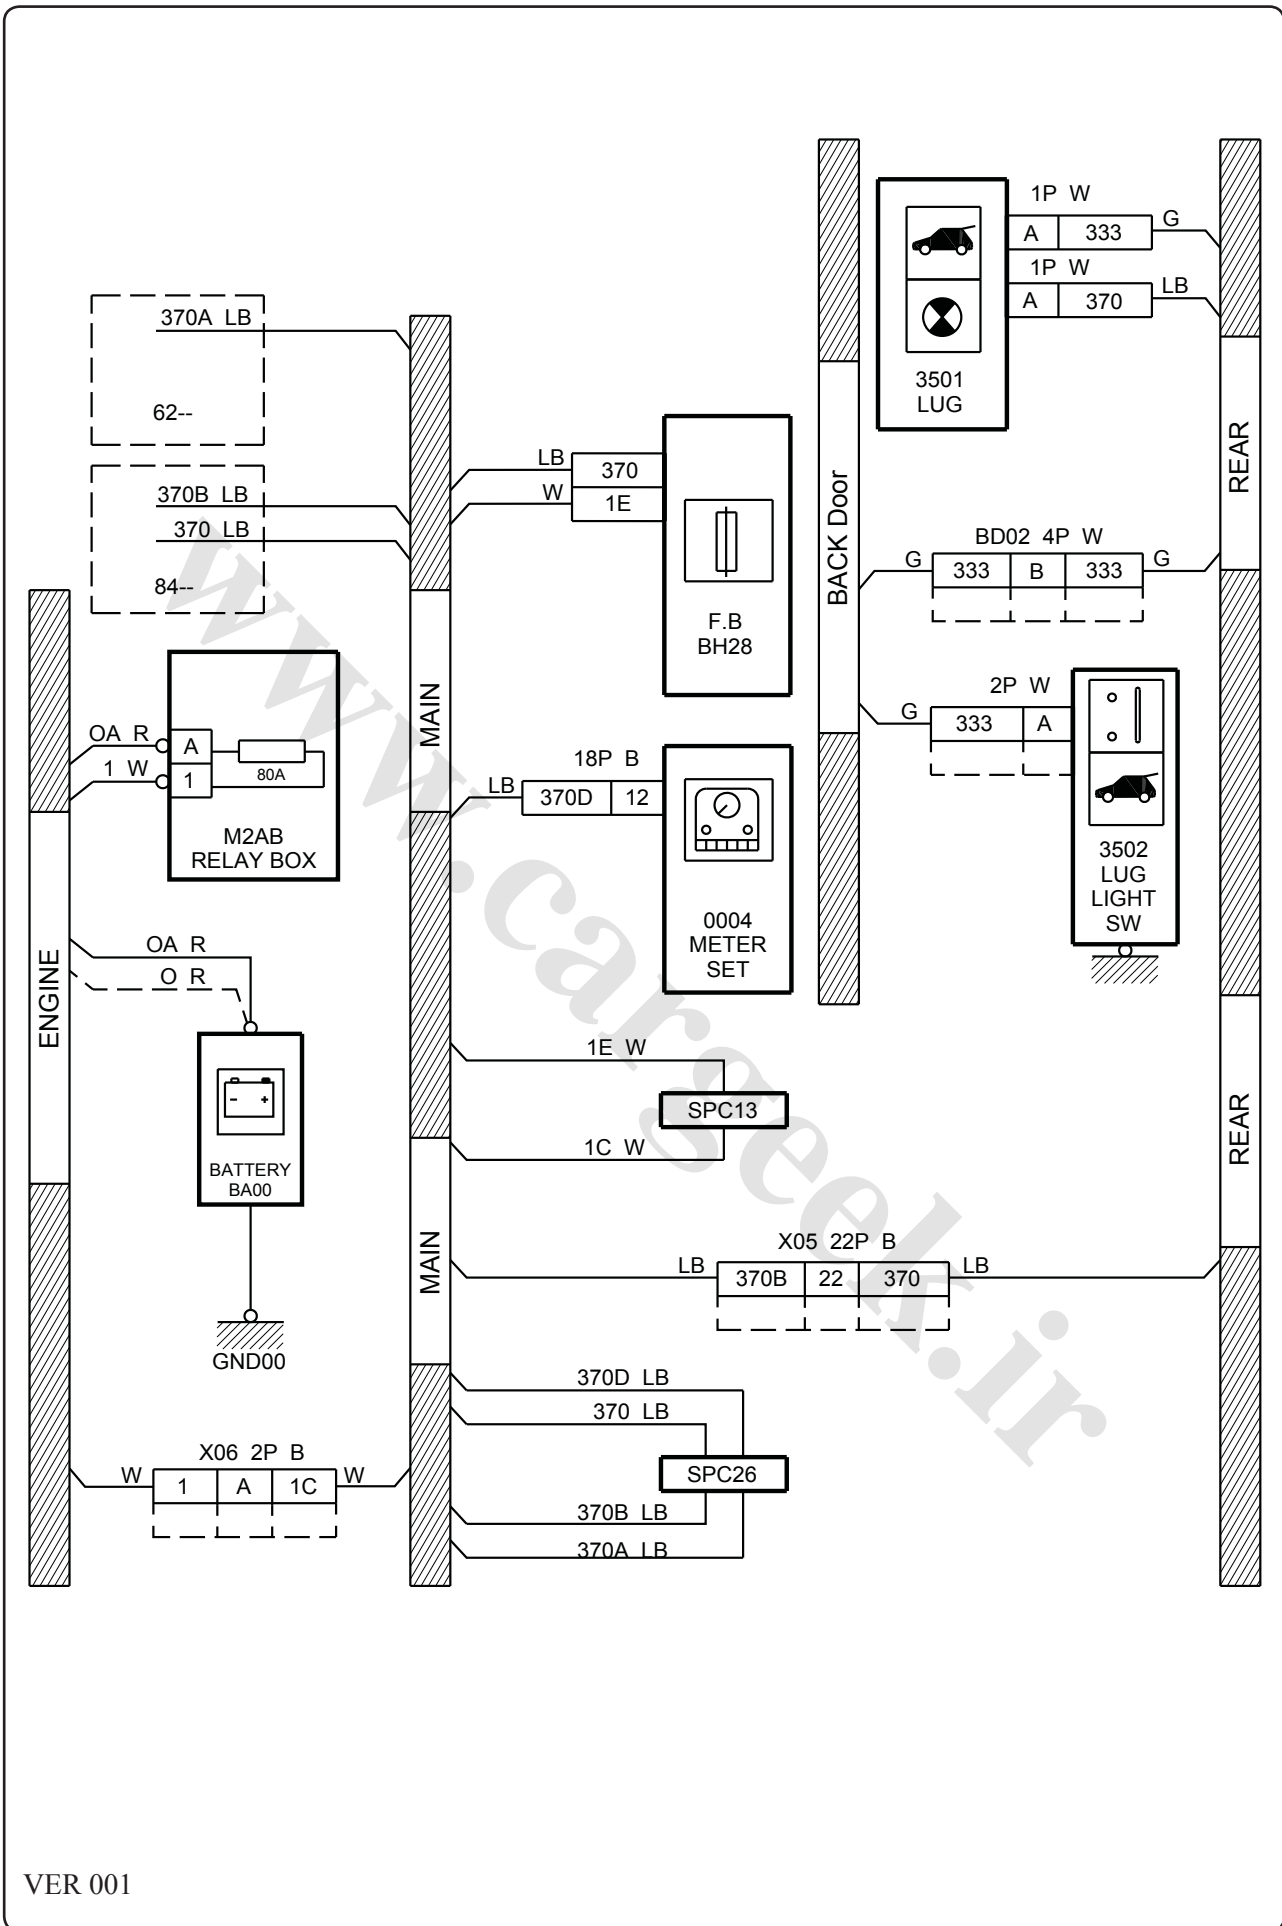 1P W
A 333 G
1P W
A 370 LB
3501
LUG
370A LB
62--
370B LB
370 LB
84--
LB 370
W 1E
F.B
BH28
BACK Door
REAR
BD02 4P W
G 333 B 333 G
2P W
G 333 A
3502
LUG
LIGHT
SW
OA R A
1 W 1
80A
M2AB
RELAY BOX
MAIN
18P B
LB 370D 12
0004
METER
SET
ENGINE
OA R
O R
- +
BATTERY
BA00
GND00
1E W
SPC13
1C W
MAIN
REAR
X05 22P B
LB 370B 22 370 LB
370D LB
370 LB
SPC26
370B LB
370A LB
X06 2P B
W 1 A 1C W
www.cargeek.ir
VER 001